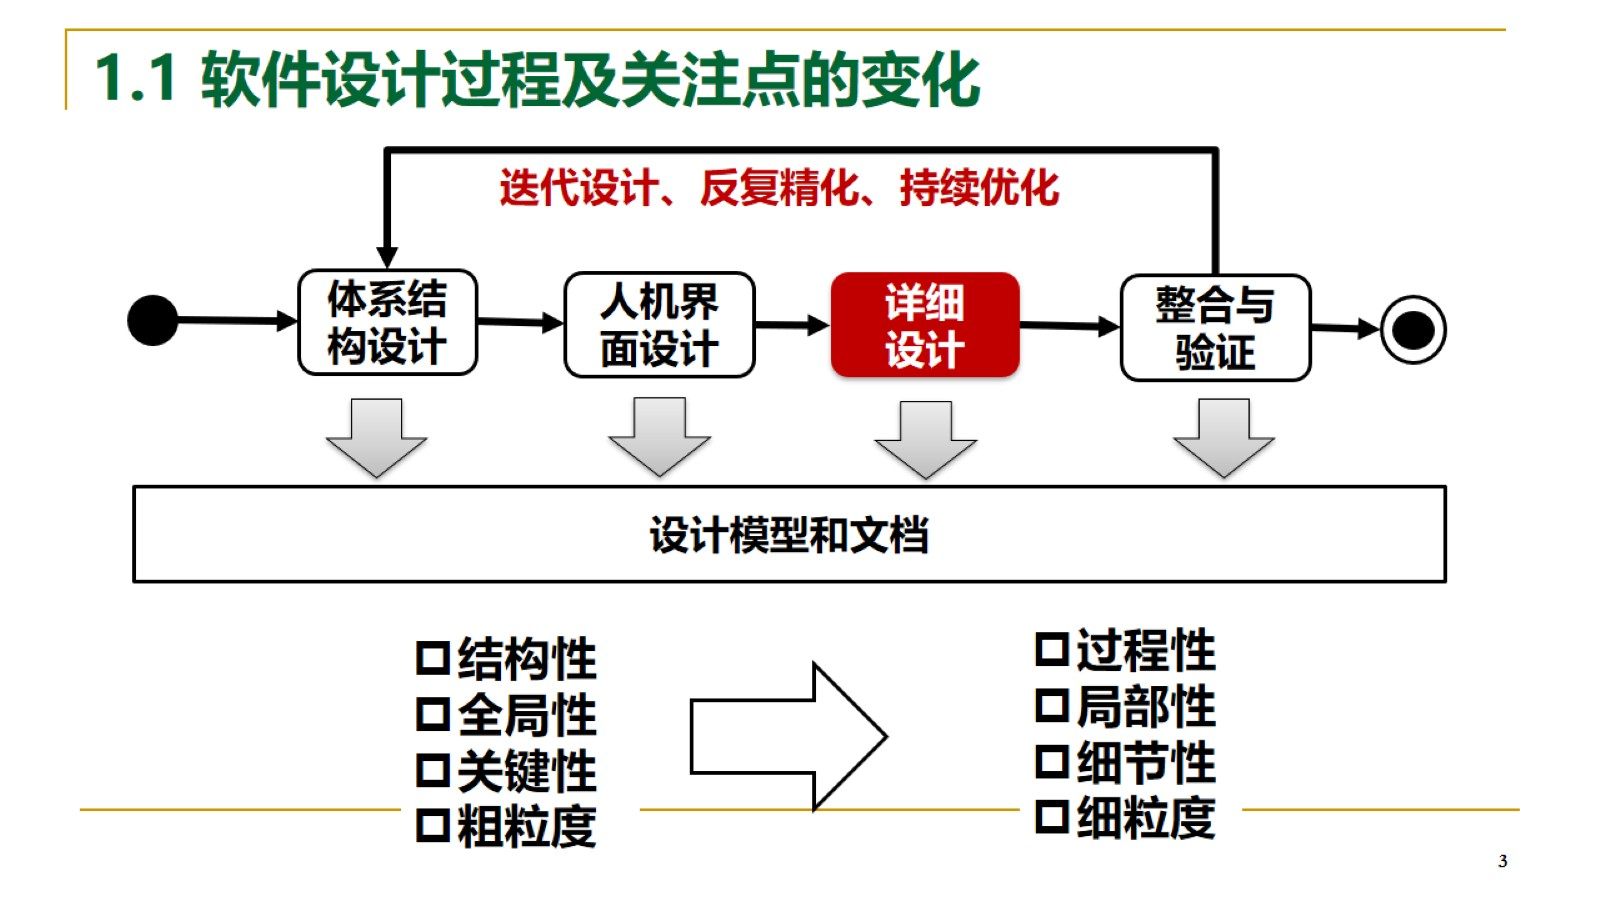 1.1 软件设计过程及关注点的变化
迭代设计、反复精化、持续优化
体系结
构设计
人机界
面设计
详细
设计
整合与
验证
设计模型和文档
结构性
全局性
关键性
粗粒度
过程性
局部性
细节性
细粒度
3